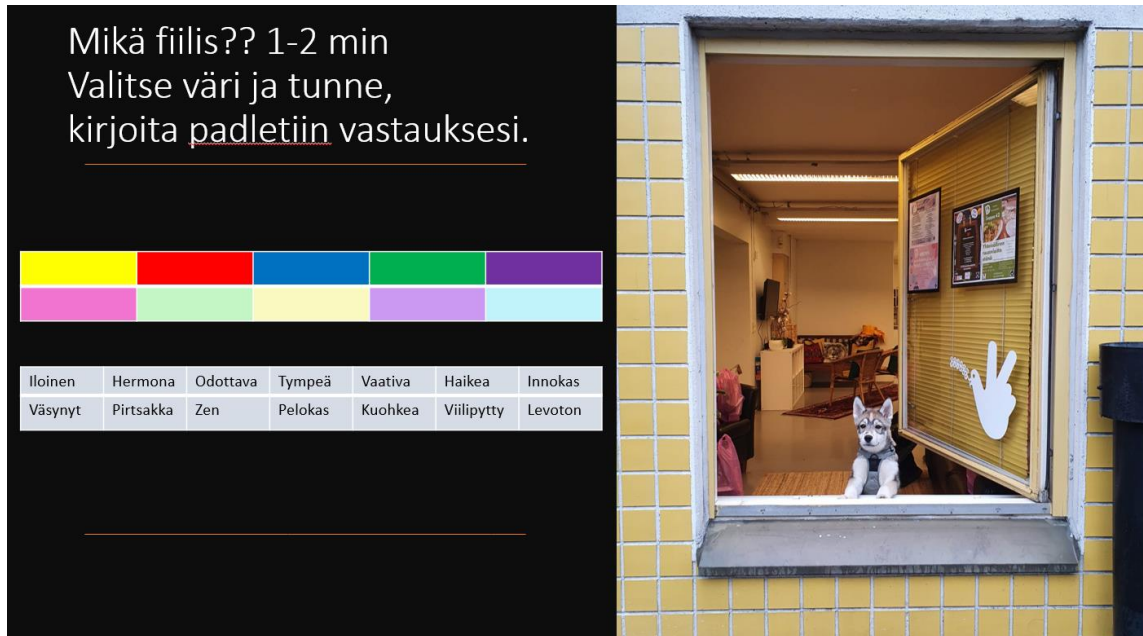 Mikä fiilis?? 1-2 min
Valitse väri ja tunne,
kirjoita padletiin vastauksesi.
Iloinen Hermona Odottava Tympeä Vaativa Haikea Innokas
Väsynyt Pirtsakka Zen Pelokas Kuohkea Viilipytty Levoton